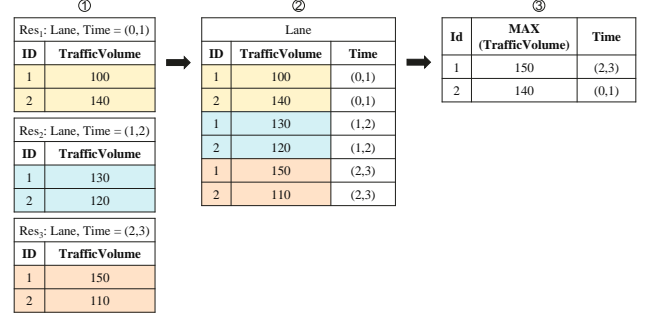 ①
Res₁: Lane, Time = (0,1)
ID TrafficVolume
1 100
2 140
Res₂: Lane, Time = (1,2)
ID TrafficVolume
1 130
2 120
Res₃: Lane, Time = (2,3)
ID TrafficVolume
1 150
2 110
②
Lane
ID TrafficVolume Time
1 100 (0,1)
2 140 (0,1)
1 130 (1,2)
2 120 (1,2)
1 150 (2,3)
2 110 (2,3)
③
Id MAX (TrafficVolume) Time
1 150 (2,3)
2 140 (0,1)